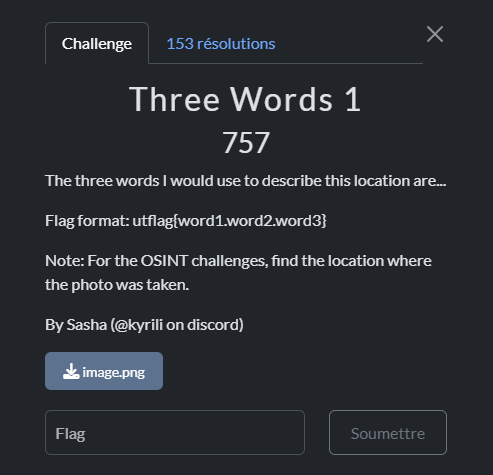 Challenge
153 résolutions
Three Words 1
757
The three words I would use to describe this location are...
Flag format: utflag{word1.word2.word3}
Note: For the OSINT challenges, find the location where
the photo was taken.
By Sasha (@kyrili on discord)
image.png
Flag
Soumettre